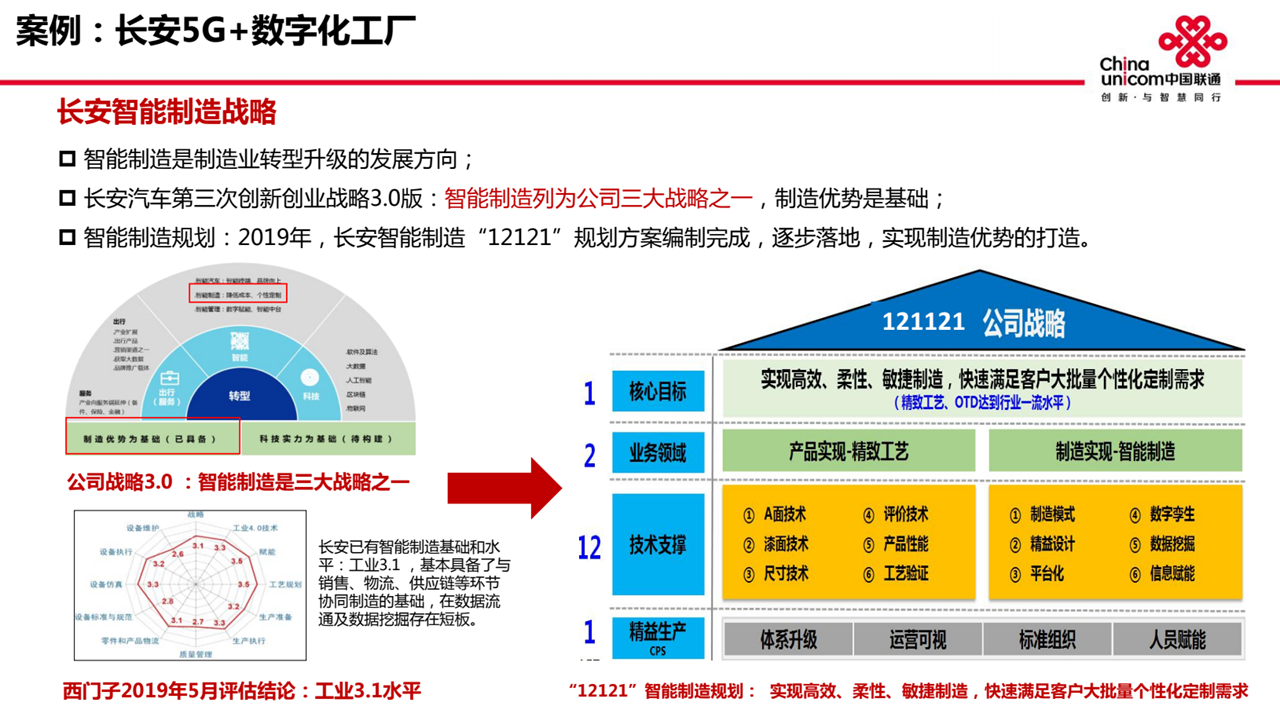 案例：长安5G+数字化工厂
China
unicom中国联通
创新·与智慧同行
长安智能制造战略
智能制造是制造业转型升级的发展方向；
长安汽车第三次创新创业战略3.0版：智能制造列为公司三大战略之一，制造优势是基础；
智能制造规划：2019年，长安智能制造“12121”规划方案编制完成，逐步落地，实现制造优势的打造。
智能制造：降低成本、个性定制
智能管理：数字赋能、智能中台
出行
.产业扩展
.出行产品
.营销渠道之一
.获取大数据
.品牌推广载体
服务
产业向服务端延伸（备
件、保险、金融）
智能
出行
（服务）
转型
科技
.软件及算法
.大数据
.人工智能
.区块链
.物联网
制造优势为基础（已具备）
科技实力为基础（待构建）
公司战略3.0 ：智能制造是三大战略之一
战略
工业4.0技术
赋能
工艺规划
生产准备
生产执行
质量管理
零件和产品物流
设备标准与规范
设备仿真
设备执行
设备维护
3.1
3.3
3.5
3.5
3.2
3.3
2.7
3.1
2.8
3.3
3.2
2.6
长安已有智能制造基础和水
平：工业3.1 ，基本具备了与
销售、物流、供应链等环节
协同制造的基础，在数据流
通及数据挖掘存在短板。
西门子2019年5月评估结论：工业3.1水平
121121 公司战略
1 核心目标
实现高效、柔性、敏捷制造，快速满足客户大批量个性化定制需求
（精致工艺、OTD达到行业一流水平）
2 业务领域
产品实现-精致工艺
制造实现-智能制造
12 技术支撑
① A面技术 ④ 评价技术
② 漆面技术 ⑤ 产品性能
③ 尺寸技术 ⑥ 工艺验证
① 制造模式 ④ 数字孪生
② 精益设计 ⑤ 数据挖掘
③ 平台化 ⑥ 信息赋能
1 精益生产
CPS
体系升级 运营可视 标准组织 人员赋能
“12121”智能制造规划： 实现高效、柔性、敏捷制造，快速满足客户大批量个性化定制需求